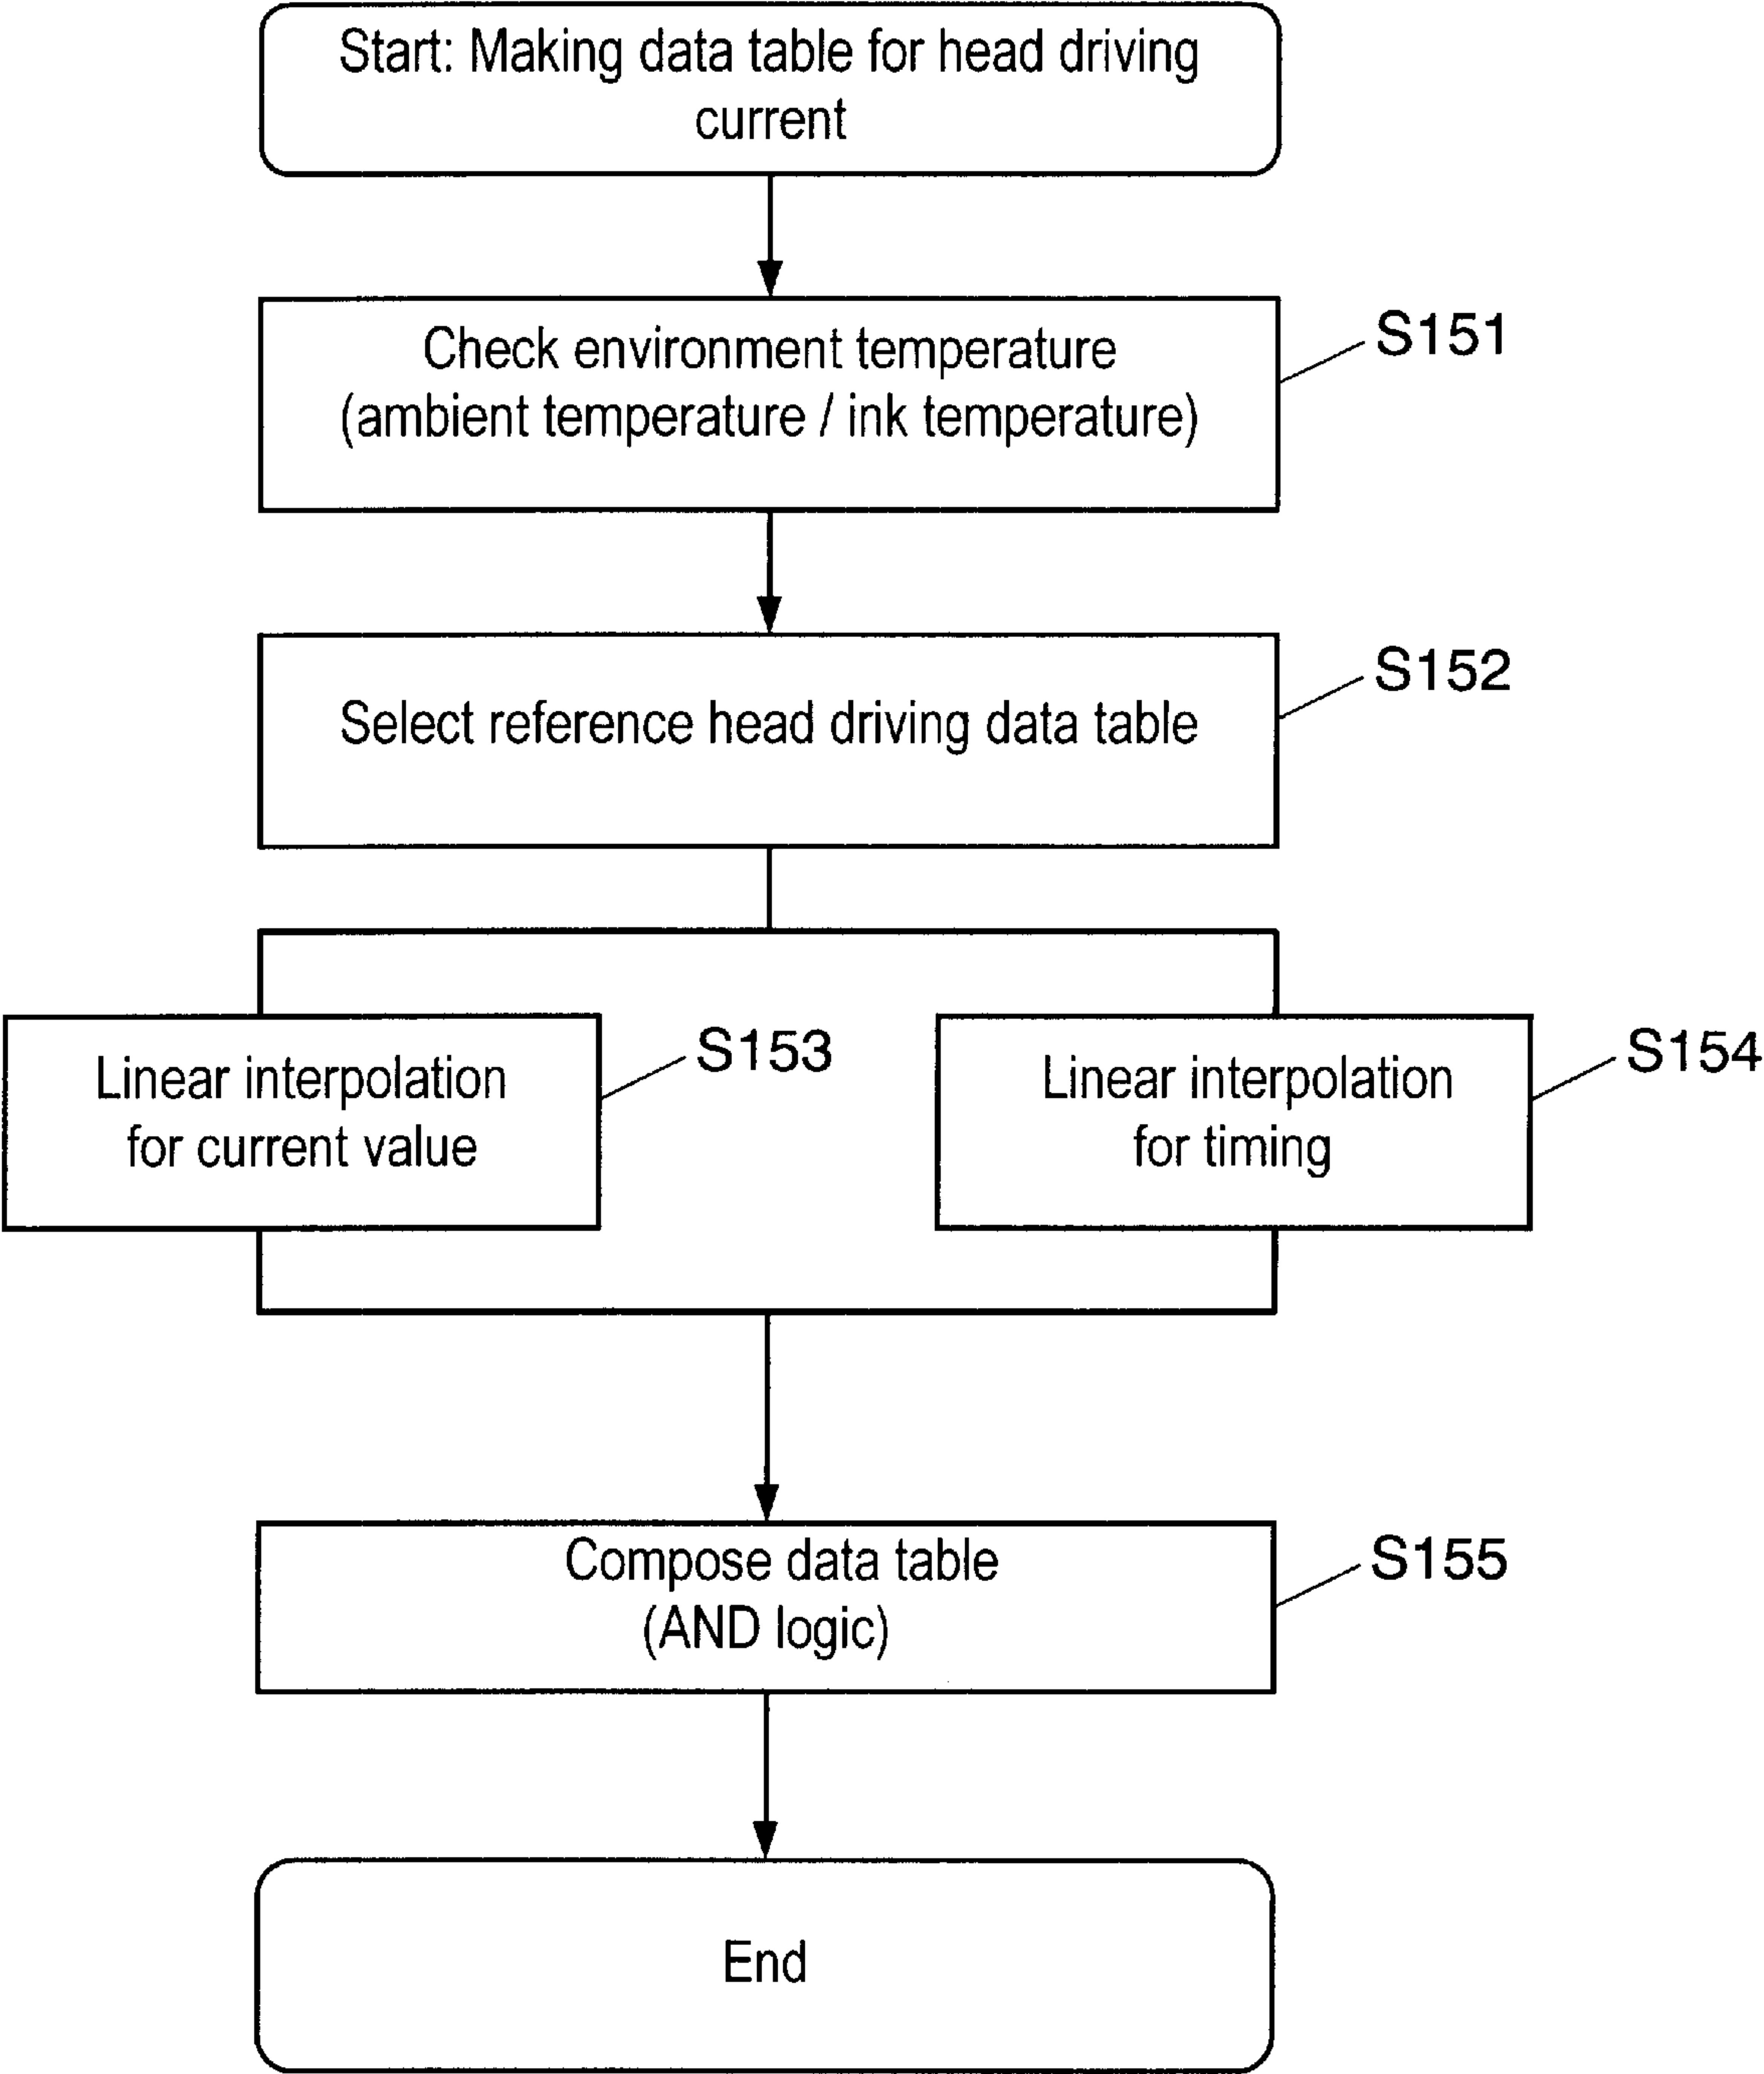 Start: Making data table for head driving
current
Check environment temperature
(ambient temperature / ink temperature)
S151
Select reference head driving data table
S152
Linear interpolation
for current value
S153
Linear interpolation
for timing
S154
Compose data table
(AND logic)
S155
End